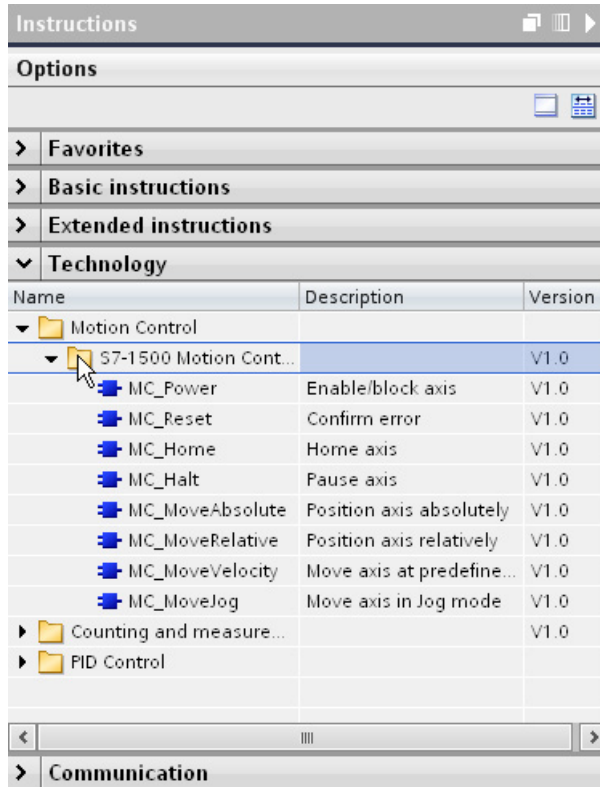 Instructions
Options
Favorites
Basic instructions
Extended instructions
Technology
Name Description Version
Motion Control
S7-1500 Motion Cont... V1.0
MC_Power Enable/block axis V1.0
MC_Reset Confirm error V1.0
MC_Home Home axis V1.0
MC_Halt Pause axis V1.0
MC_MoveAbsolute Position axis absolutely V1.0
MC_MoveRelative Position axis relatively V1.0
MC_MoveVelocity Move axis at predefine... V1.0
MC_MoveJog Move axis in Jog mode V1.0
Counting and measure... V1.0
PID Control
Communication